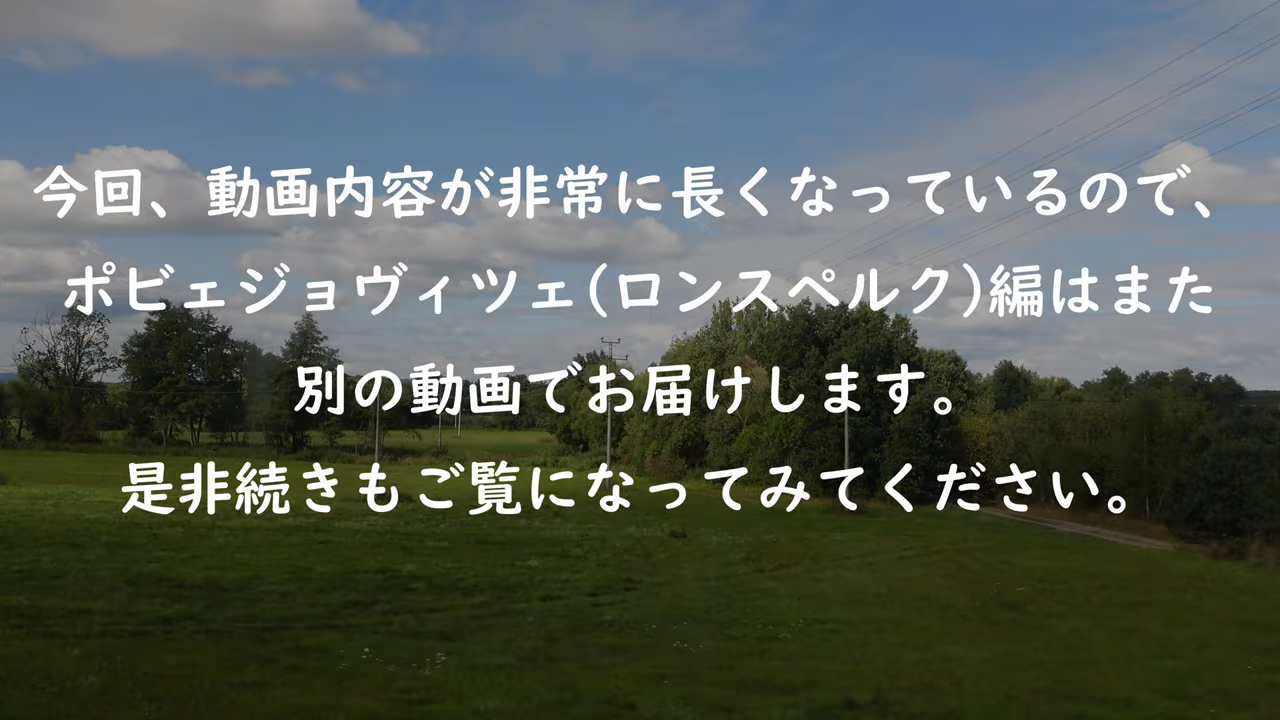 今回、動画内容が非常に長くなっているので、
ポビェジョヴィツェ(ロンスペルク)編はまた
別の動画でお届けします。
是非続きもご覧になってみてください。